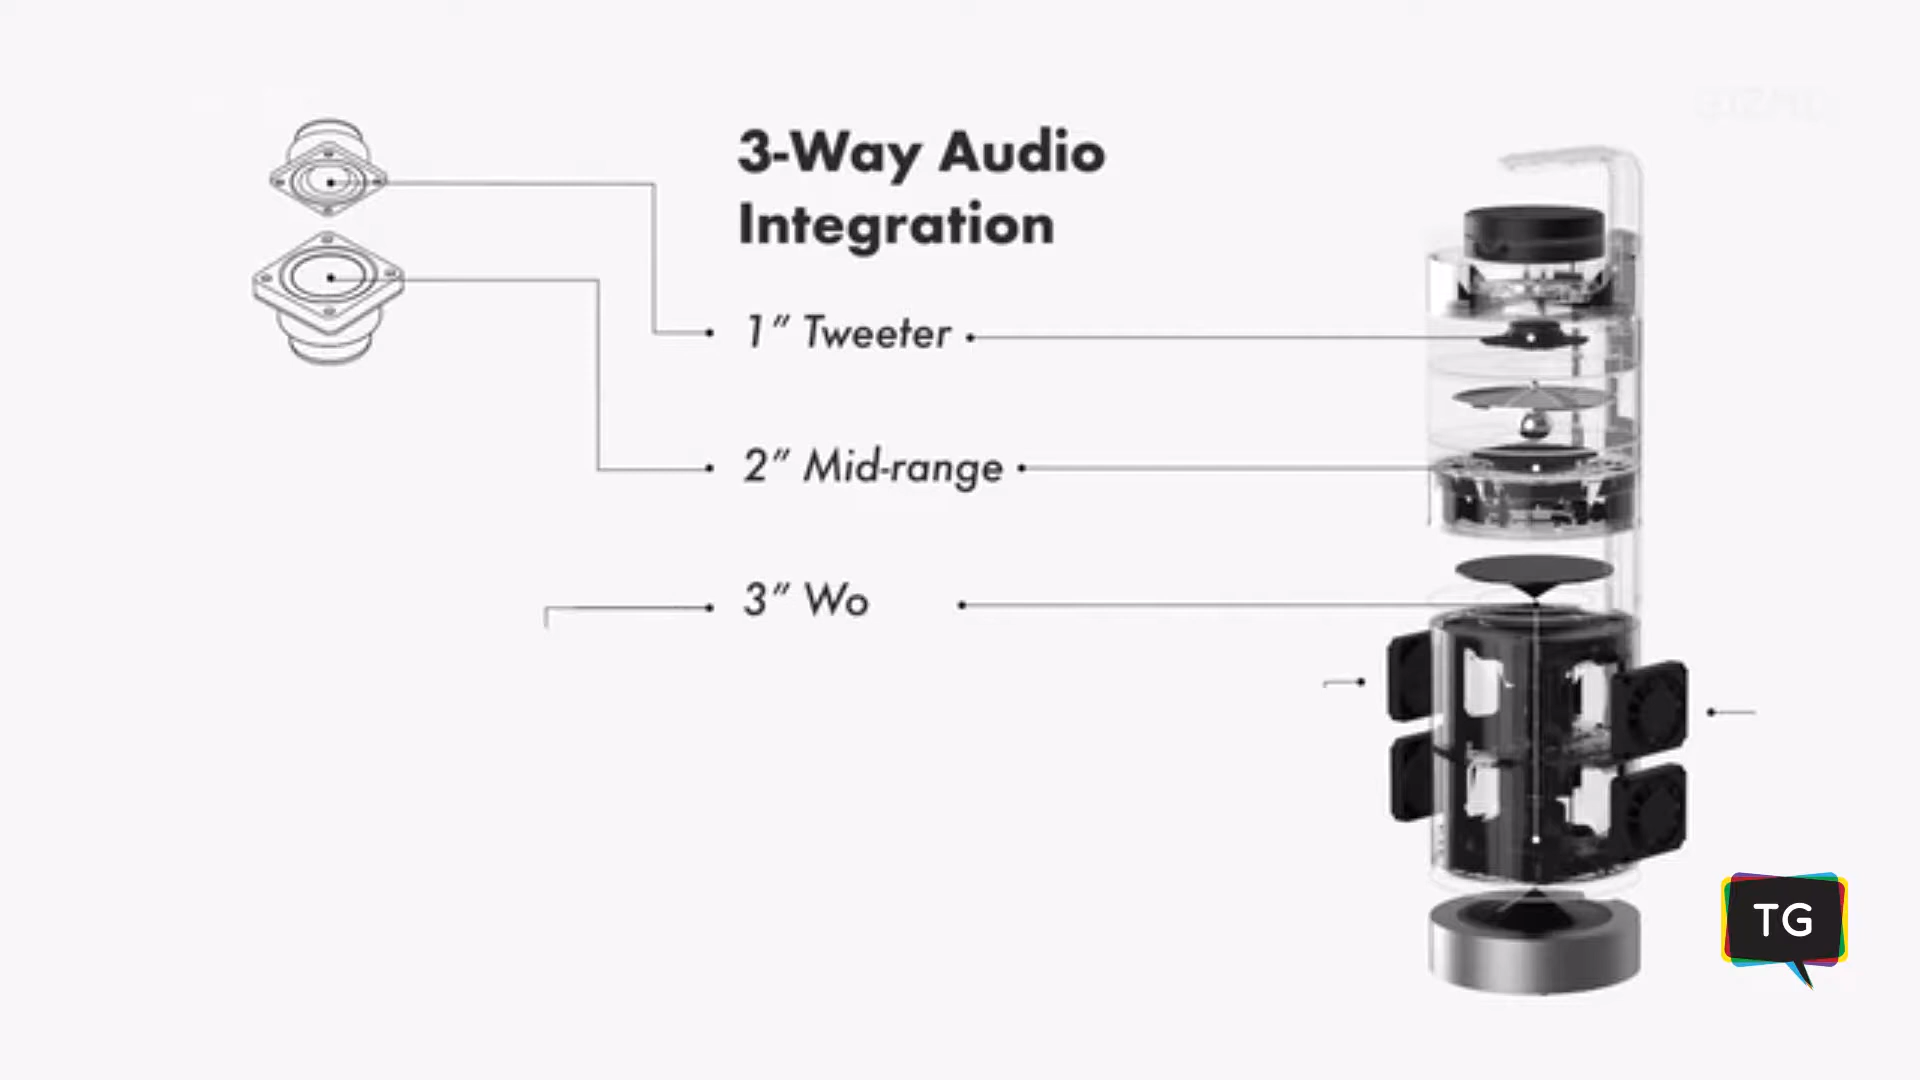 3-Way Audio
Integration
1” Tweeter
2” Mid-range
3” Wo
TG